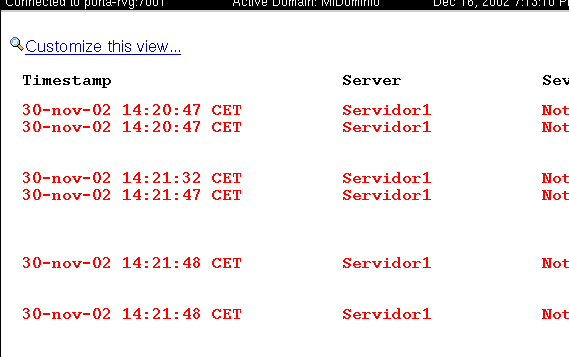 Connected to porta-rvg:7001 Active Domain: MiDominio Dec 16, 2002 7:13:10 P
Customize this view...
Timestamp Server Sev
30-nov-02 14:20:47 CET Servidor1 Not
30-nov-02 14:20:47 CET Servidor1 Not
30-nov-02 14:21:32 CET Servidor1 Not
30-nov-02 14:21:47 CET Servidor1 Not
30-nov-02 14:21:48 CET Servidor1 Not
30-nov-02 14:21:48 CET Servidor1 Not